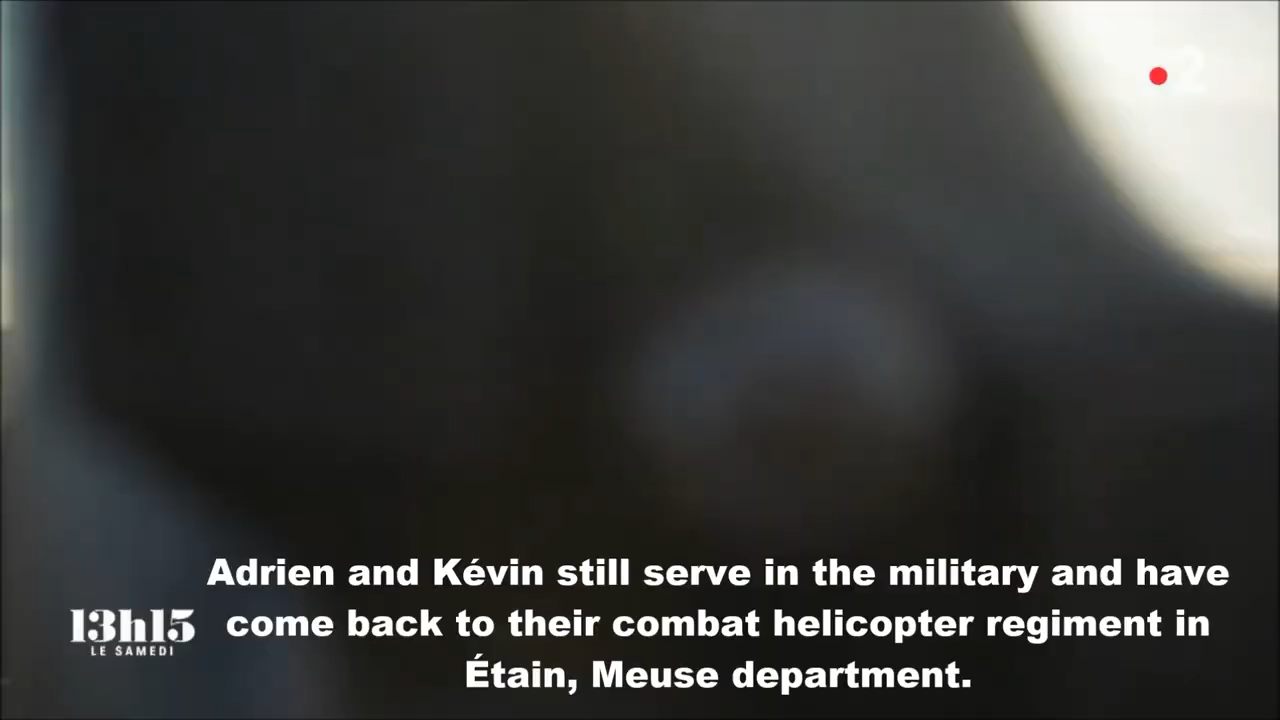 2
Adrien and Kévin still serve in the military and have
come back to their combat helicopter regiment in
Étain, Meuse department.
13h15
LE SAMEDI